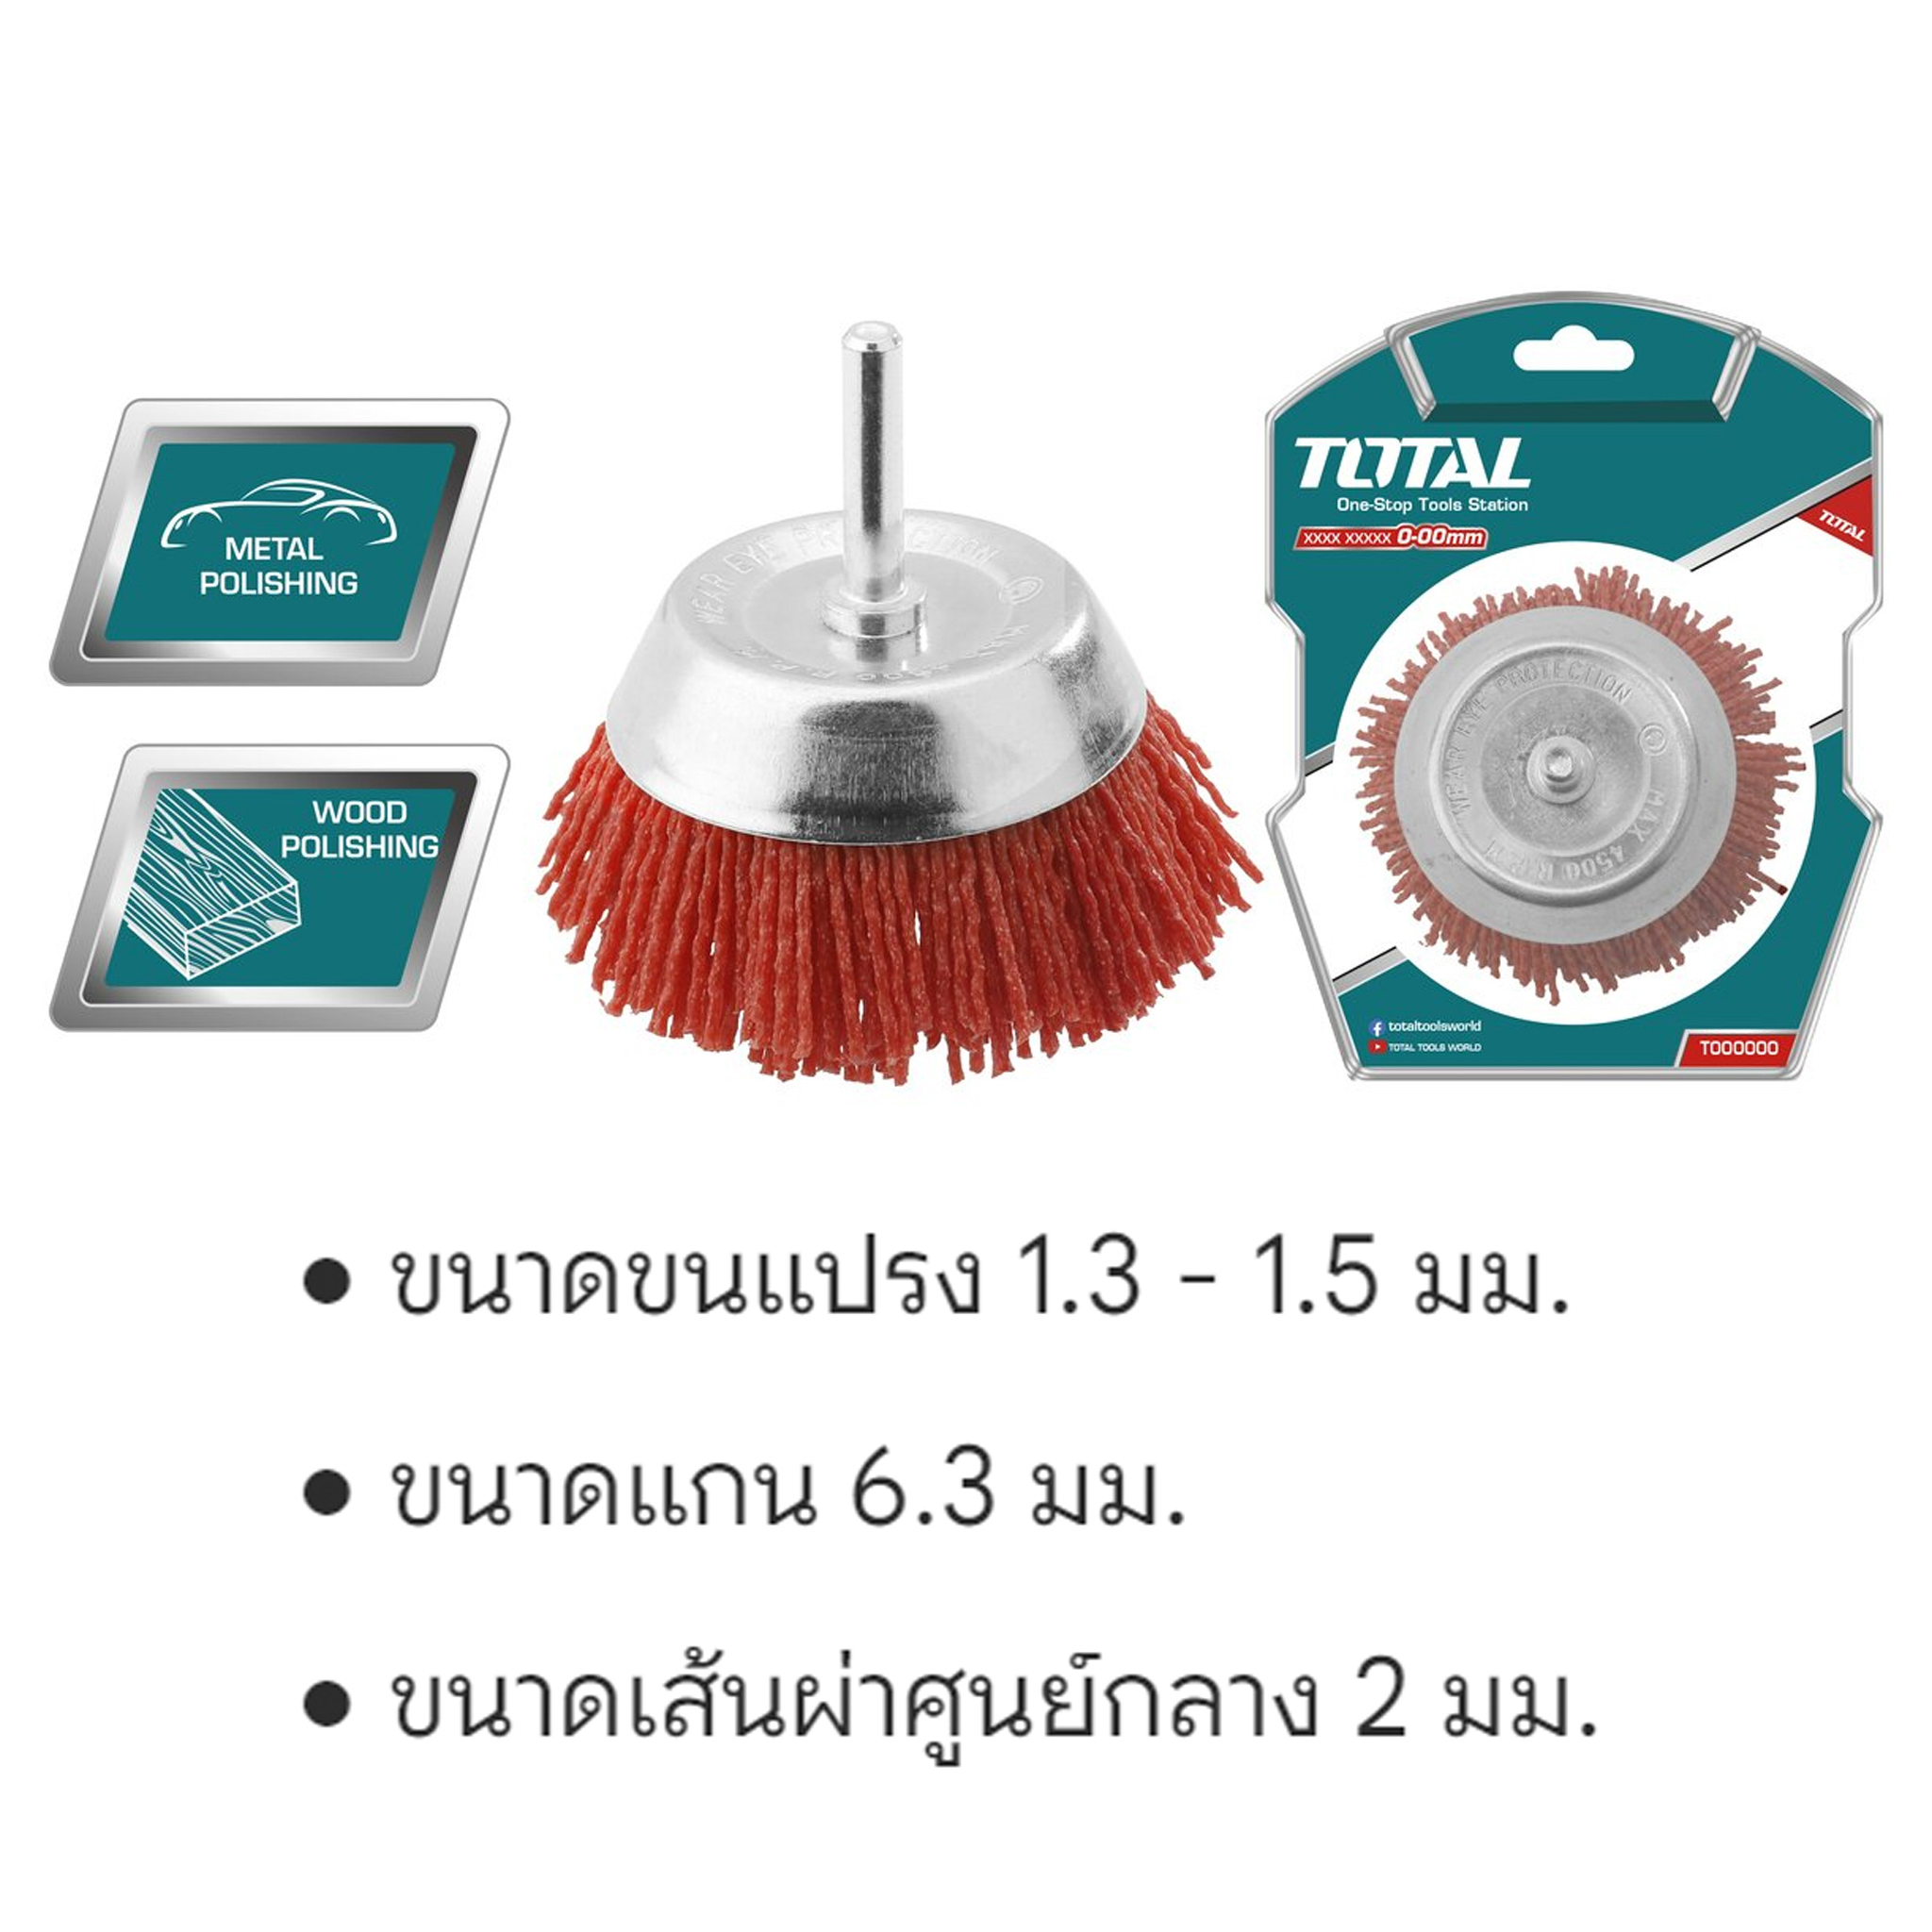 METAL
POLISHING
WOOD
POLISHING
WEAR EYE PROTECTION
TOTAL
One-Stop Tools Station
XXXX XXXXX 0-00mm
TOTAL
WEAR EYE PROTECTION
MAX 4500 R.P.M
totaltoolsworld
TOTAL TOOLS WORLD
T000000
• ขนาดขนแปรง 1.3 - 1.5 มม.
• ขนาดแกน 6.3 มม.
• ขนาดเส้นผ่าศูนย์กลาง 2 มม.